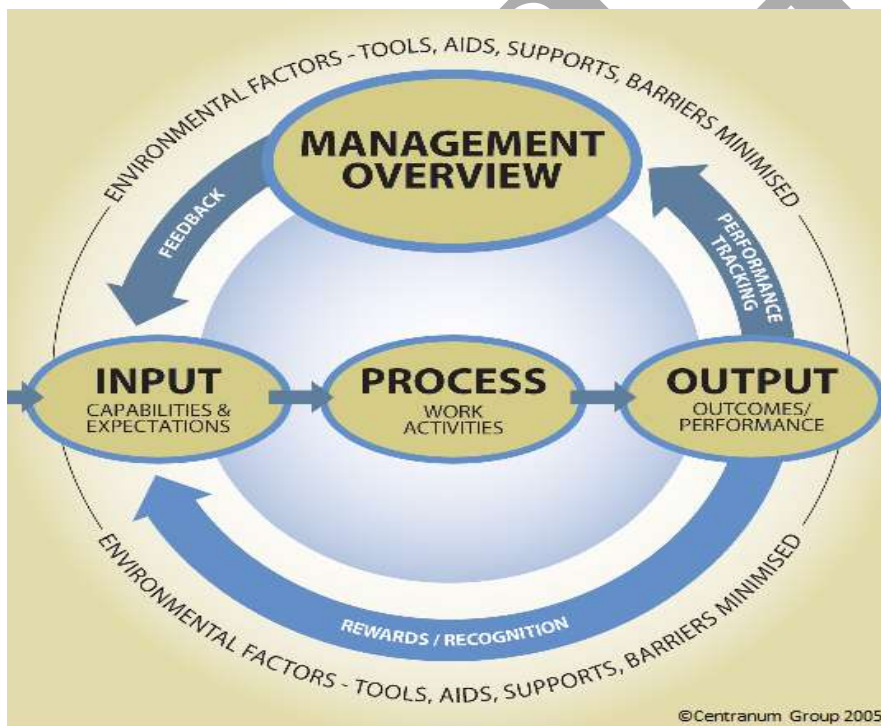 ENVIRONMENTAL FACTORS - TOOLS, AIDS, SUPPORTS, BARRIERS MINIMISED
MANAGEMENT
OVERVIEW
FEEDBACK
PERFORMANCE
TRACKING
INPUT
CAPABILITIES &
EXPECTATIONS
PROCESS
WORK
ACTIVITIES
OUTPUT
OUTCOMES/
PERFORMANCE
REWARDS / RECOGNITION
ENVIRONMENTAL FACTORS - TOOLS, AIDS, SUPPORTS, BARRIERS MINIMISED
©Centranum Group 2005